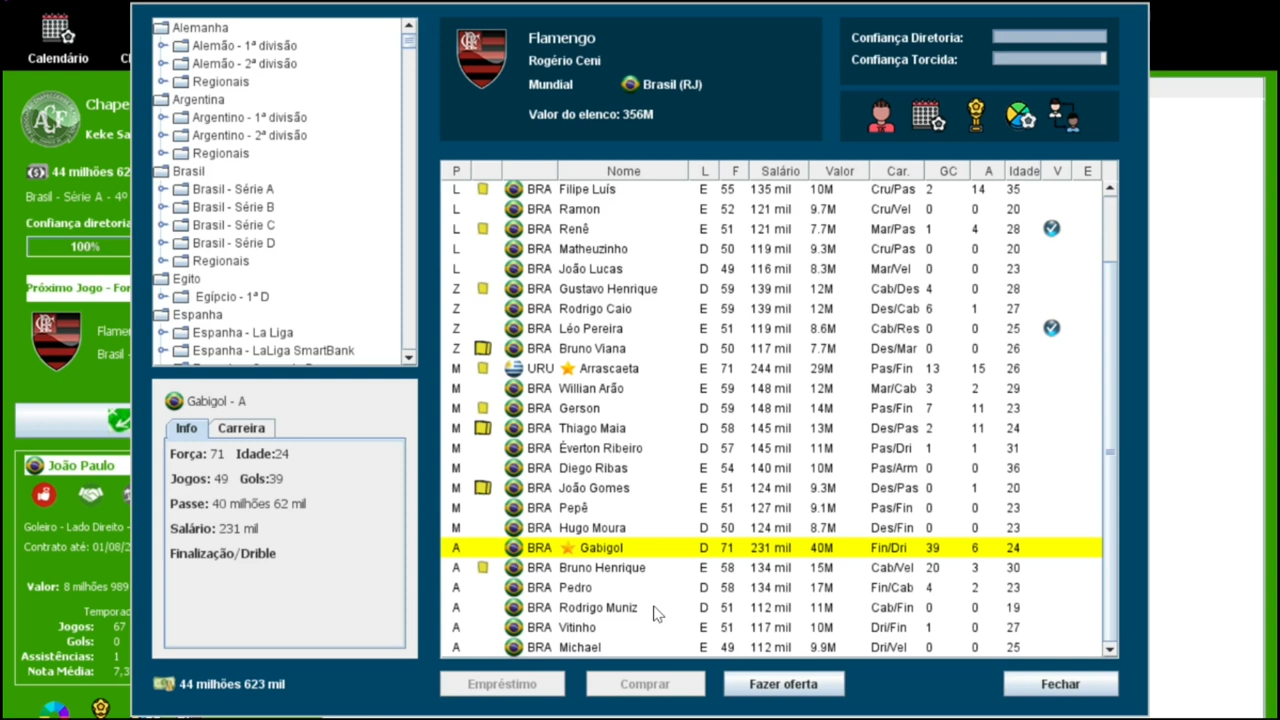 Calendário
Chape
Keke Sa
44 milhões 62
Brasil - Série A - 4º
Confiança diretoria
100%
Próximo Jogo - For
Flamen
Brasil -
João Paulo
Goleiro - Lado Direito -
Contrato até: 01/08/2
Valor: 8 milhões 989
Temporad
Jogos: 67
Gols: 0
Assistências: 1
Nota Média: 7,3
Alemanha
Alemão - 1ª divisão
Alemão - 2ª divisão
Regionais
Argentina
Argentino - 1ª divisão
Argentino - 2ª divisão
Regionais
Brasil
Brasil - Série A
Brasil - Série B
Brasil - Série C
Brasil - Série D
Regionais
Egito
Egípcio - 1ª D
Espanha
Espanha - La Liga
Espanha - LaLiga SmartBank
Gabigol - A
Info Carreira
Força: 71 Idade:24
Jogos: 49 Gols:39
Passe: 40 milhões 62 mil
Salário: 231 mil
Finalização/Drible
44 milhões 623 mil
Flamengo
Rogério Ceni
Mundial Brasil (RJ)
Valor do elenco: 356M
Confiança Diretoria:
Confiança Torcida:
P Nome L F Salário Valor Car. GC A Idade V E
L BRA Filipe Luís E 55 135 mil 10M Cru/Pas 2 14 35
L BRA Ramon E 52 121 mil 9.7M Cru/Vel 0 0 20
L BRA Renê E 51 121 mil 7.7M Mar/Pas 1 4 28
L BRA Matheuzinho D 50 119 mil 9.3M Cru/Pas 0 0 20
L BRA João Lucas D 49 116 mil 8.3M Mar/Vel 0 0 23
Z BRA Gustavo Henrique D 59 139 mil 12M Cab/Des 4 0 28
Z BRA Rodrigo Caio E 59 139 mil 12M Des/Cab 6 1 27
Z BRA Léo Pereira E 51 119 mil 8.6M Cab/Res 0 0 25
Z BRA Bruno Viana D 50 117 mil 7.7M Des/Mar 0 0 26
M URU Arrascaeta E 71 244 mil 29M Pas/Fin 13 15 26
M BRA Willian Arão E 59 148 mil 12M Mar/Cab 3 2 29
M BRA Gerson E 59 148 mil 14M Pas/Fin 7 11 23
M BRA Thiago Maia D 58 145 mil 13M Des/Pas 2 11 24
M BRA Éverton Ribeiro D 57 145 mil 11M Pas/Dri 1 1 31
M BRA Diego Ribas E 54 140 mil 10M Pas/Arm 0 0 36
M BRA João Gomes E 51 124 mil 9.3M Des/Pas 0 1 20
M BRA Pepê E 51 127 mil 9.1M Pas/Fin 0 0 23
M BRA Hugo Moura D 50 124 mil 8.7M Des/Fin 0 0 23
A BRA Gabigol D 71 231 mil 40M Fin/Dri 39 6 24
A BRA Bruno Henrique E 58 134 mil 15M Cab/Vel 20 3 30
A BRA Pedro D 58 134 mil 17M Fin/Cab 4 2 23
A BRA Rodrigo Muniz D 51 112 mil 11M Cab/Fin 0 0 19
A BRA Vitinho E 51 117 mil 10M Dri/Fin 1 0 27
A BRA Michael E 49 112 mil 9.9M Dri/Vel 0 0 25
Empréstimo Comprar Fazer oferta Fechar